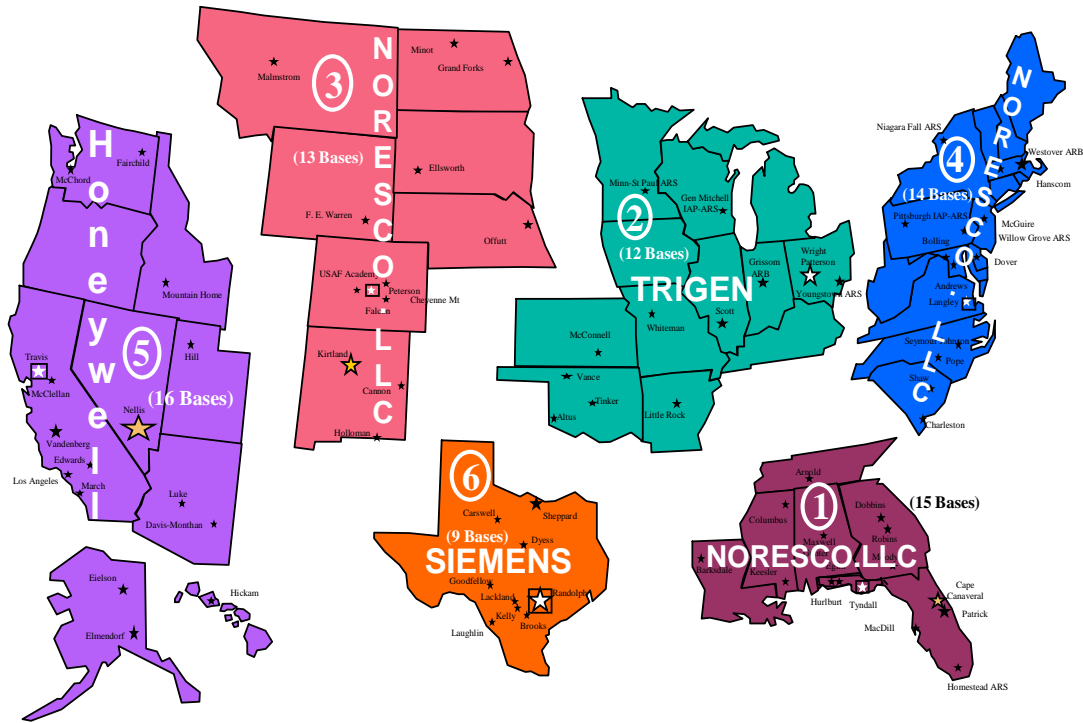 Honeywell
5
(16 Bases)
Fairchild
McChord
Mountain Home
Hill
Travis
McClellan
Nellis
Vandenberg
Edwards
Los Angeles
March
Luke
Davis-Monthan
Eielson
Elmendorf
Hickam
NORESCO.LLC
3
(13 Bases)
Malmstrom
Minot
Grand Forks
Ellsworth
F. E. Warren
Offutt
USAF Academy
Peterson
Cheyenne Mt
Falcon
Kirtland
Cannon
Holloman
TRIGEN
2
(12 Bases)
Minn-St Paul ARS
Gen Mitchell
IAP-ARS
Wright
Patterson
Grissom
ARB
Youngstown ARS
Scott
Whiteman
McConnell
Vance
Tinker
Altus
Little Rock
NORESCO.LLC
4
(14 Bases)
Niagara Fall ARS
Westover ARB
Hanscom
Pittsburgh IAP-ARS
McGuire
Willow Grove ARS
Bolling
Dover
Andrews
Langley
Seymour Johnson
Pope
Shaw
Charleston
6
(9 Bases)
SIEMENS
Carswell
Sheppard
Dyess
Goodfellow
Lackland
Randolph
Kelly
Brooks
Laughlin
1
(15 Bases)
NORESCO.LLC
Arnold
Columbus
Dobbins
Robins
Maxwell
Moody
Barksdale
Keesler
Hurlburt
Tyndall
Cape
Canaveral
Patrick
MacDill
Homestead ARS